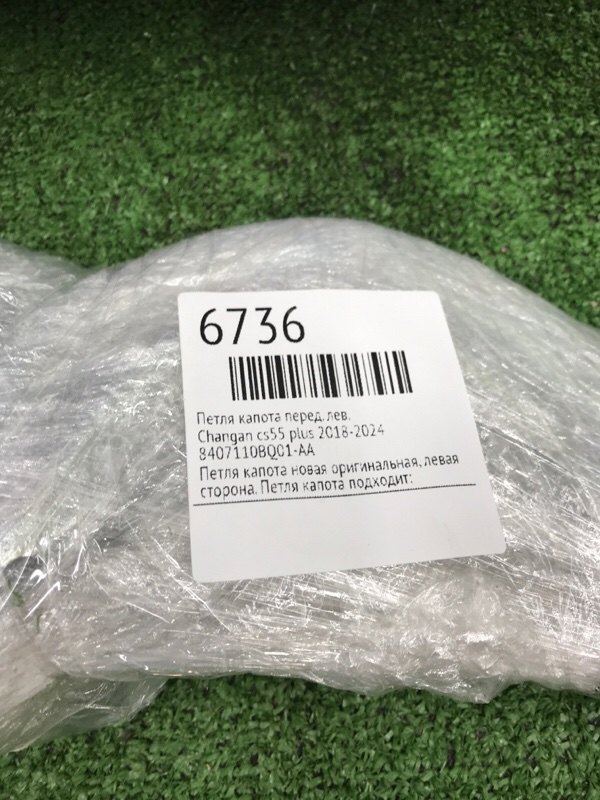 6736
Петля капота перед.лев.
Changan cs55 plus 2018-2024
8407110BQ01-AA
Петля капота новая оригинальная, левая
сторона. Петля капота подходит: